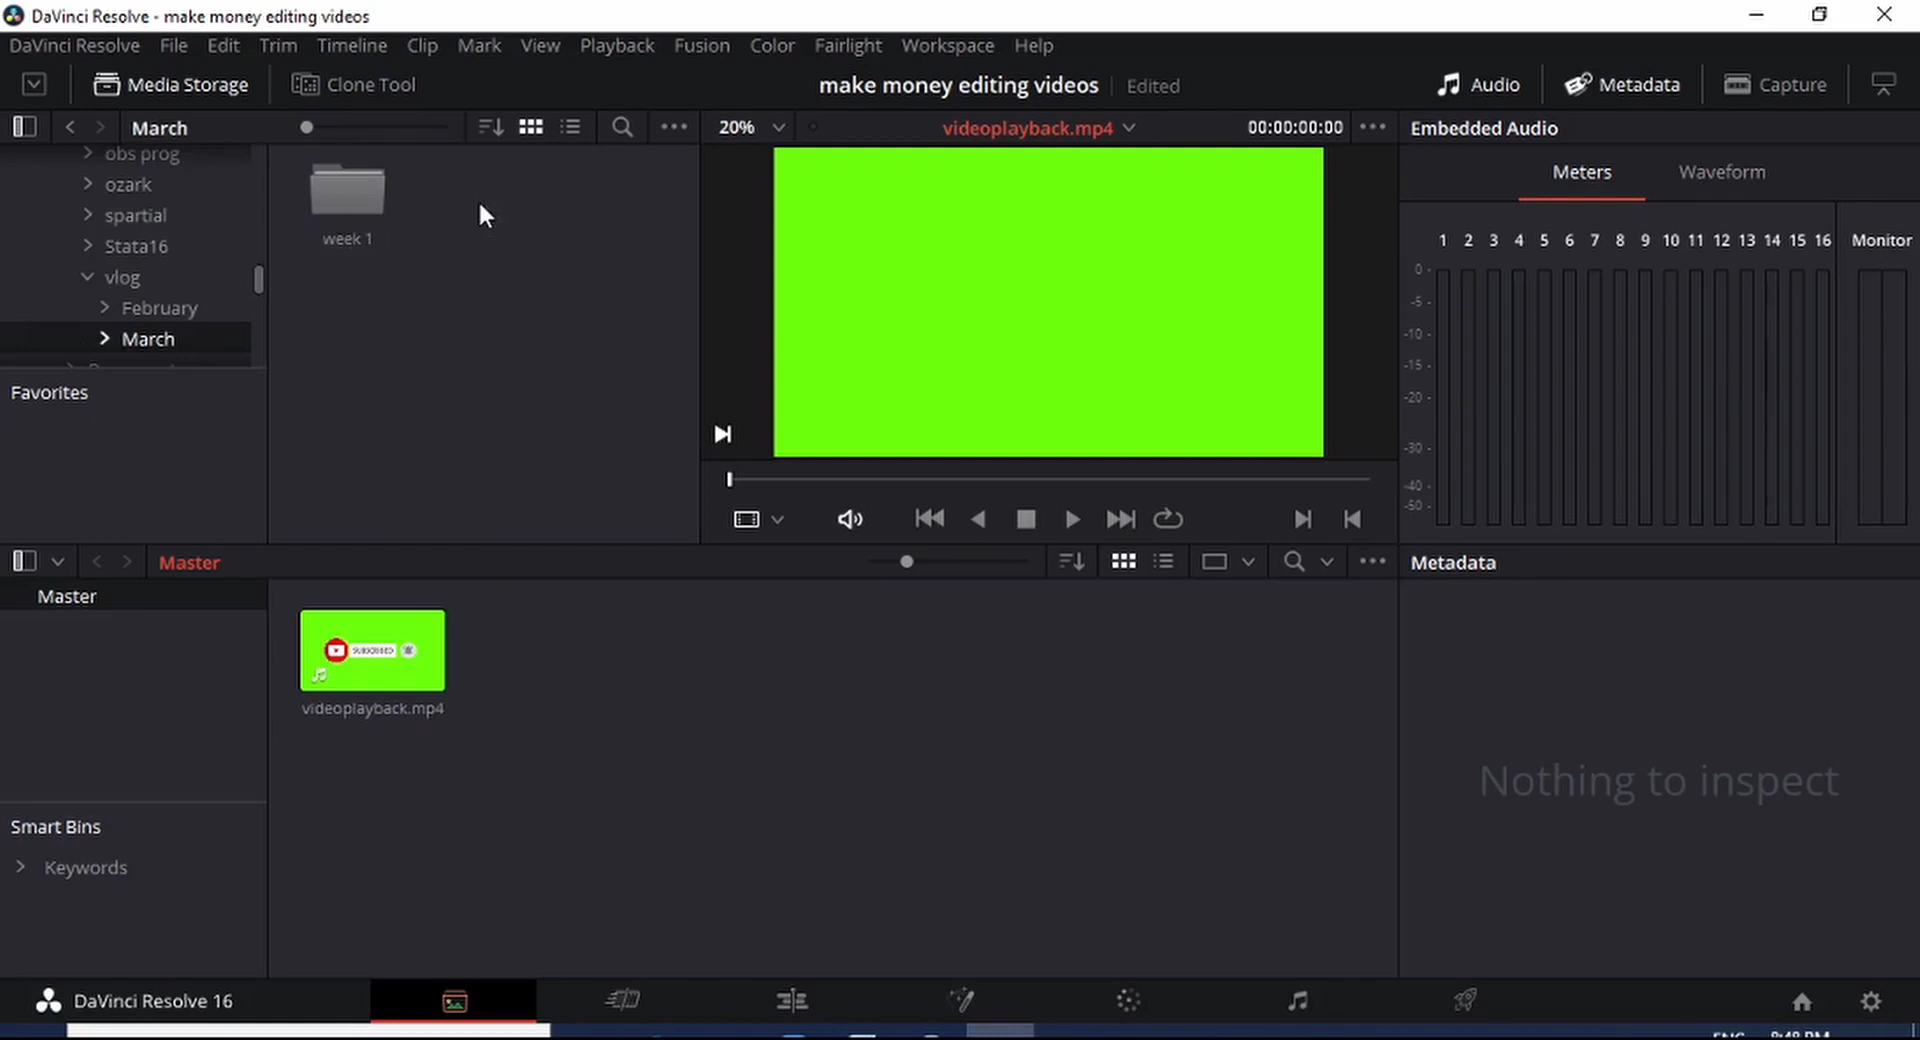 DaVinci Resolve - make money editing videos
DaVinci Resolve File Edit Trim Timeline Clip Mark View Playback Fusion Color Fairlight Workspace Help
Media Storage Clone Tool make money editing videos Edited Audio Metadata Capture
March 20% videoplayback.mp4 00:00:00:00 Embedded Audio
obs prog
ozark
spartial
Stata16
vlog
February
March
Favorites
week 1
Meters Waveform
1 2 3 4 5 6 7 8 9 10 11 12 13 14 15 16 Monitor
0 -
-5 -
-10 -
-15 -
-20 -
-30 -
-40 -
-50 -
Master Metadata
Master
SUBSCRIBED
videoplayback.mp4
Nothing to inspect
Smart Bins
Keywords
DaVinci Resolve 16
ENG 8:48 PM